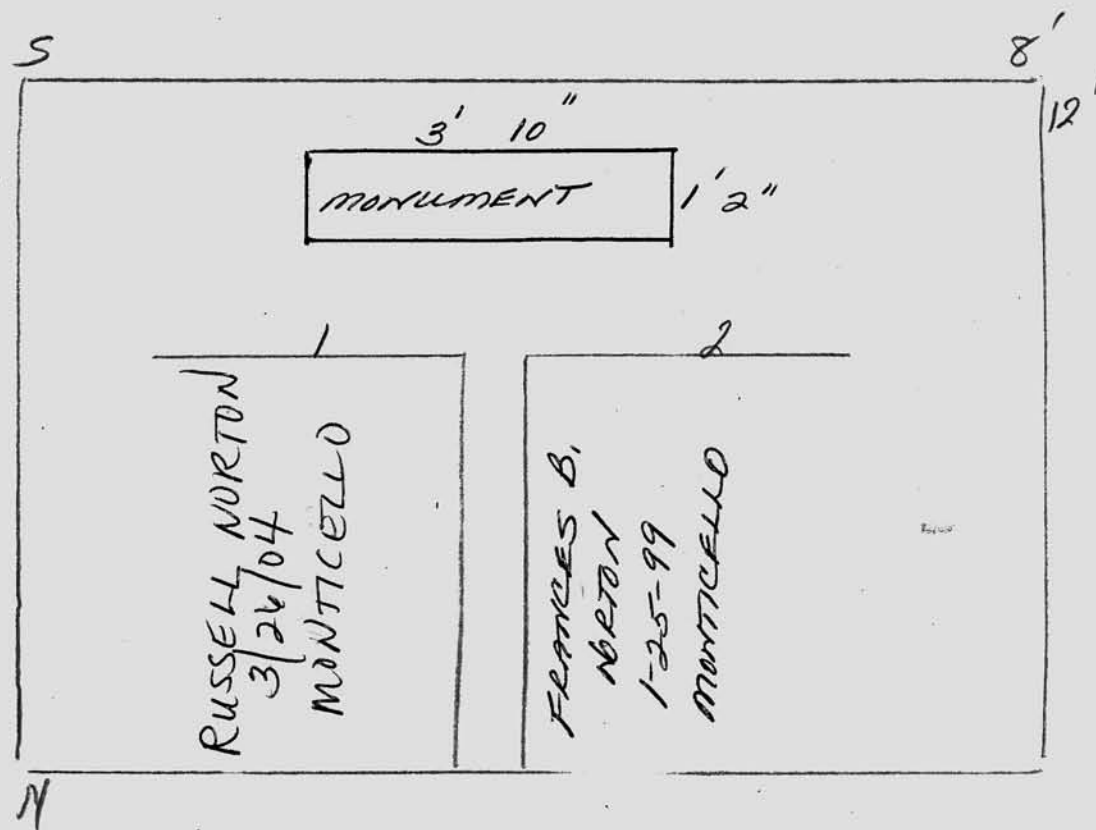 S
8'
12'
3' 10"
MONUMENT
1' 2"
1
2
RUSSELL NORTON
3/26/04
MONTICELLO
FRANCES B.
NORTON
1-25-99
MONTICELLO
N